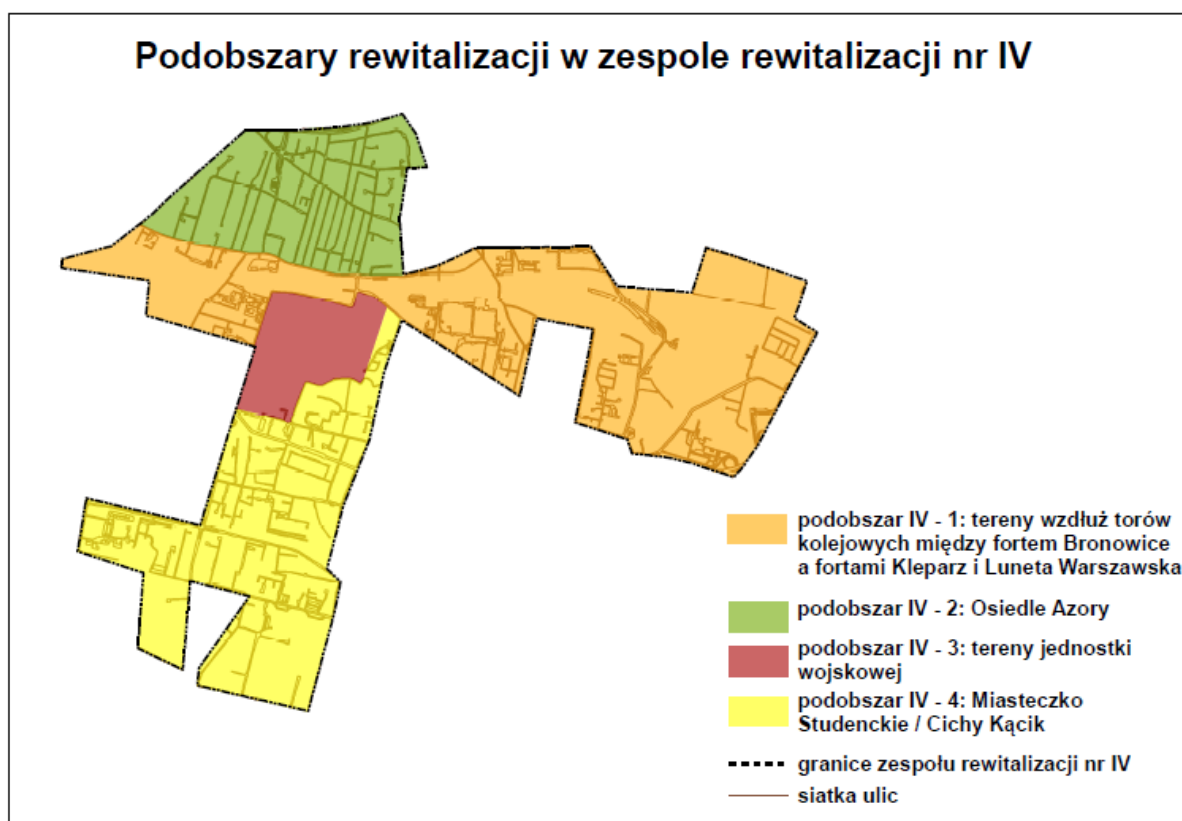 Podobszary rewitalizacji w zespole rewitalizacji nr IV
podobszar IV - 1: tereny wzdłuż torów
kolejowych między fortem Bronowice
a fortami Kleparz i Luneta Warszawska
podobszar IV - 2: Osiedle Azory
podobszar IV - 3: tereny jednostki
wojskowej
podobszar IV - 4: Miasteczko
Studenckie / Cichy Kącik
granice zespołu rewitalizacji nr IV
siatka ulic